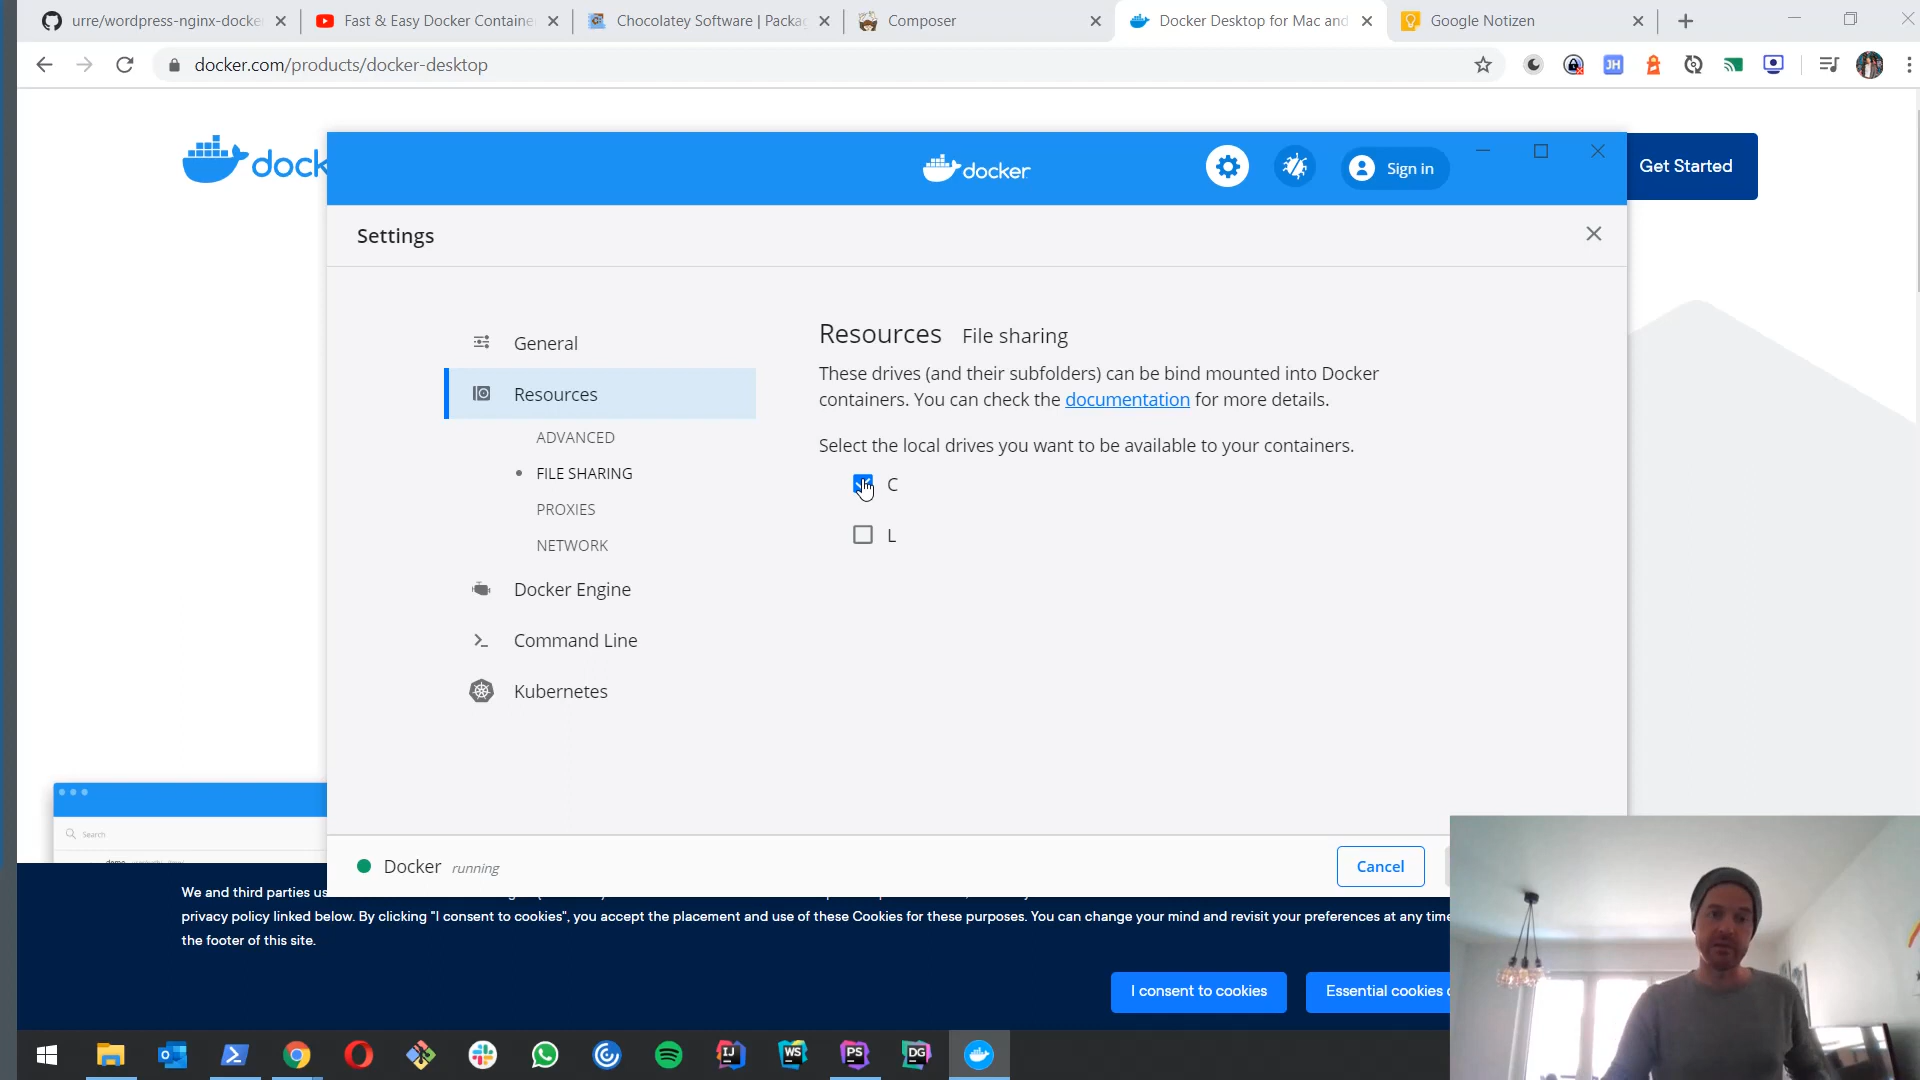 urre/wordpress-nginx-docke
Fast & Easy Docker Containe
Chocolatey Software | Packa
Composer
Docker Desktop for Mac and
Google Notizen
docker.com/products/docker-desktop
JH
dock
docker
Sign in
Get Started
Settings
General
Resources
ADVANCED
FILE SHARING
PROXIES
NETWORK
Docker Engine
Command Line
Kubernetes
Resources File sharing
These drives (and their subfolders) can be bind mounted into Docker
containers. You can check the documentation for more details.
Select the local drives you want to be available to your containers.
C
L
Search
Docker running
Cancel
We and third parties us
privacy policy linked below. By clicking "I consent to cookies", you accept the placement and use of these Cookies for these purposes. You can change your mind and revisit your preferences at any time
the footer of this site.
I consent to cookies
Essential cookies o
IJ
WS
PS
DG